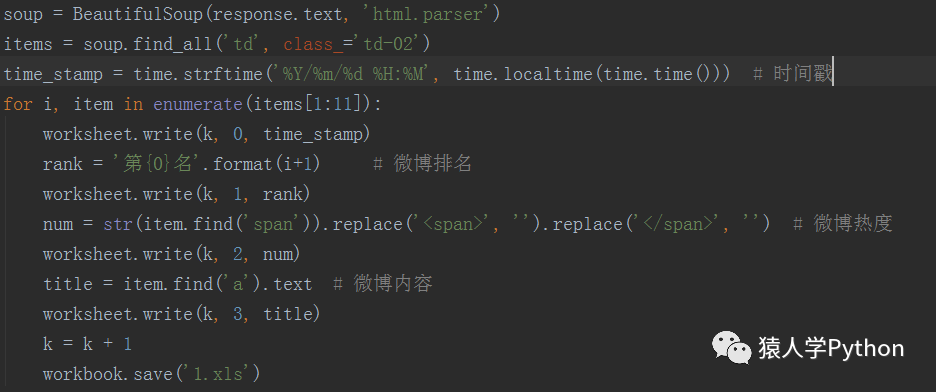 soup = BeautifulSoup(response.text, 'html.parser')
items = soup.find_all('td', class_='td-02')
time_stamp = time.strftime('%Y/%m/%d %H:%M', time.localtime(time.time()))  # 时间戳
for i, item in enumerate(items[1:11]):
    worksheet.write(k, 0, time_stamp)
    rank = '第{0}名'.format(i+1)     # 微博排名
    worksheet.write(k, 1, rank)
    num = str(item.find('span')).replace('<span>', '').replace('</span>', '')  # 微博热度
    worksheet.write(k, 2, num)
    title = item.find('a').text  # 微博内容
    worksheet.write(k, 3, title)
    k = k + 1
    workbook.save('1.xls')
猿人学Python